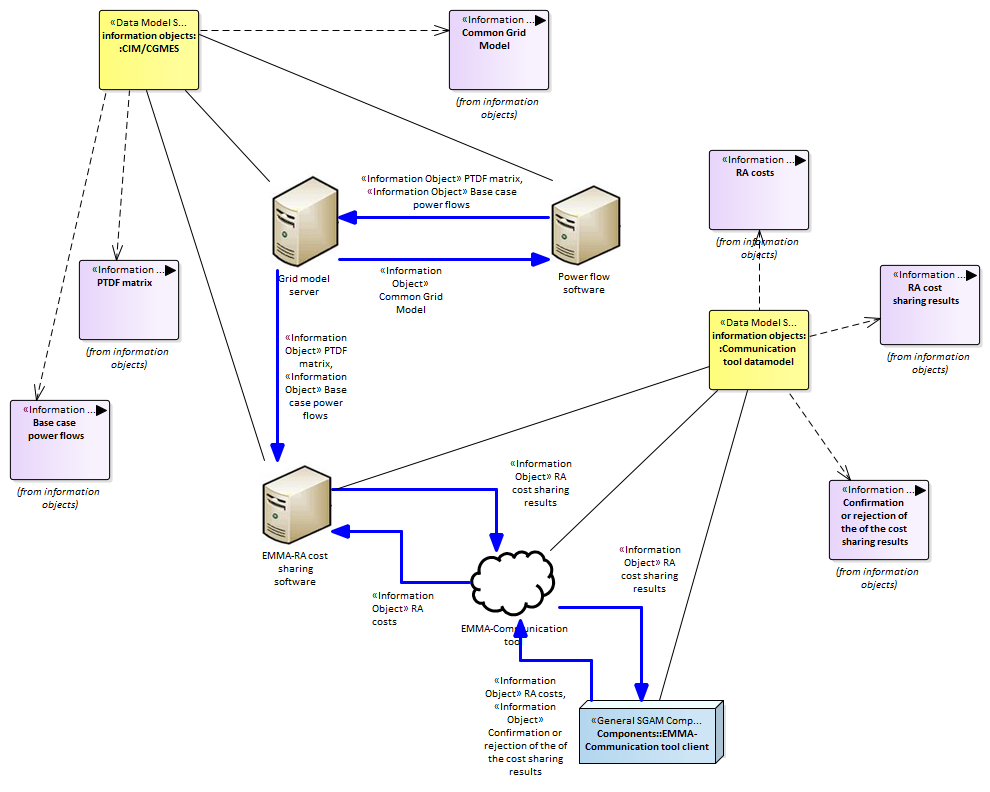 «Data Model S...
information objects:
:CIM/CGMES
«Information ...
Common Grid
Model
(from information
objects)
«Information ...
RA costs
(from information
objects)
«Information Object» PTDF matrix,
«Information Object» Base case
power flows
Grid model
server
Power flow
software
«Information
Object»
Common Grid
Model
«Information ...
PTDF matrix
(from information
objects)
«Information ...
RA cost
sharing results
(from information
objects)
«Data Model S...
information objects:
:Communication
tool datamodel
«Information
Object» PTDF
matrix,
«Information
Object» Base
case power
flows
«Information ...
Base case
power flows
(from information
objects)
«Information
Object» RA
cost sharing
results
«Information ...
Confirmation
or rejection of
the of the cost
sharing results
(from information
objects)
EMMA-RA cost
sharing
software
«Information
Object» RA
cost sharing
results
«Information
Object» RA
costs
EMMA-Communication
tool
«Information
Object» RA costs,
«Information
Object»
Confirmation or
rejection of the of
the cost sharing
results
«General SGAM Comp...
Components::EMMA-
Communication tool client